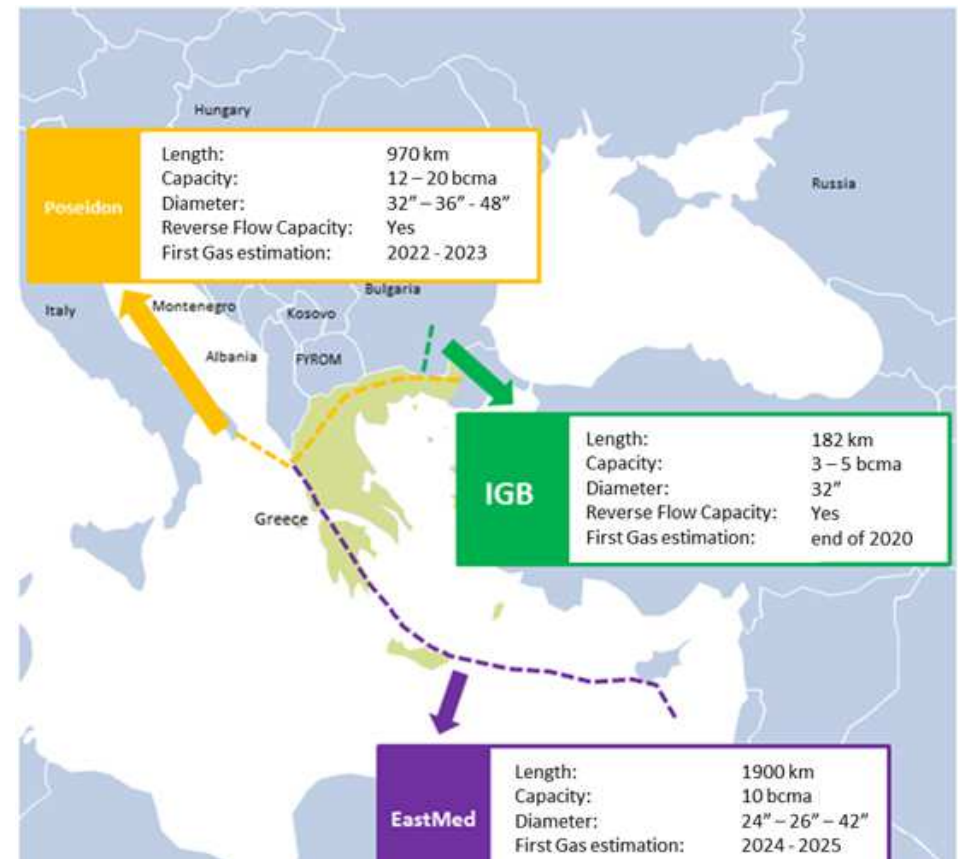 Hungary
Poseidon
Length: 970 km
Capacity: 12 – 20 bcma
Diameter: 32” – 36” - 48”
Reverse Flow Capacity: Yes
First Gas estimation: 2022 - 2023
Russia
Italy
Montenegro
Kosovo
Bulgaria
Albania
FYROM
Greece
IGB
Length: 182 km
Capacity: 3 – 5 bcma
Diameter: 32”
Reverse Flow Capacity: Yes
First Gas estimation: end of 2020
EastMed
Length: 1900 km
Capacity: 10 bcma
Diameter: 24” – 26” – 42”
First Gas estimation: 2024 - 2025